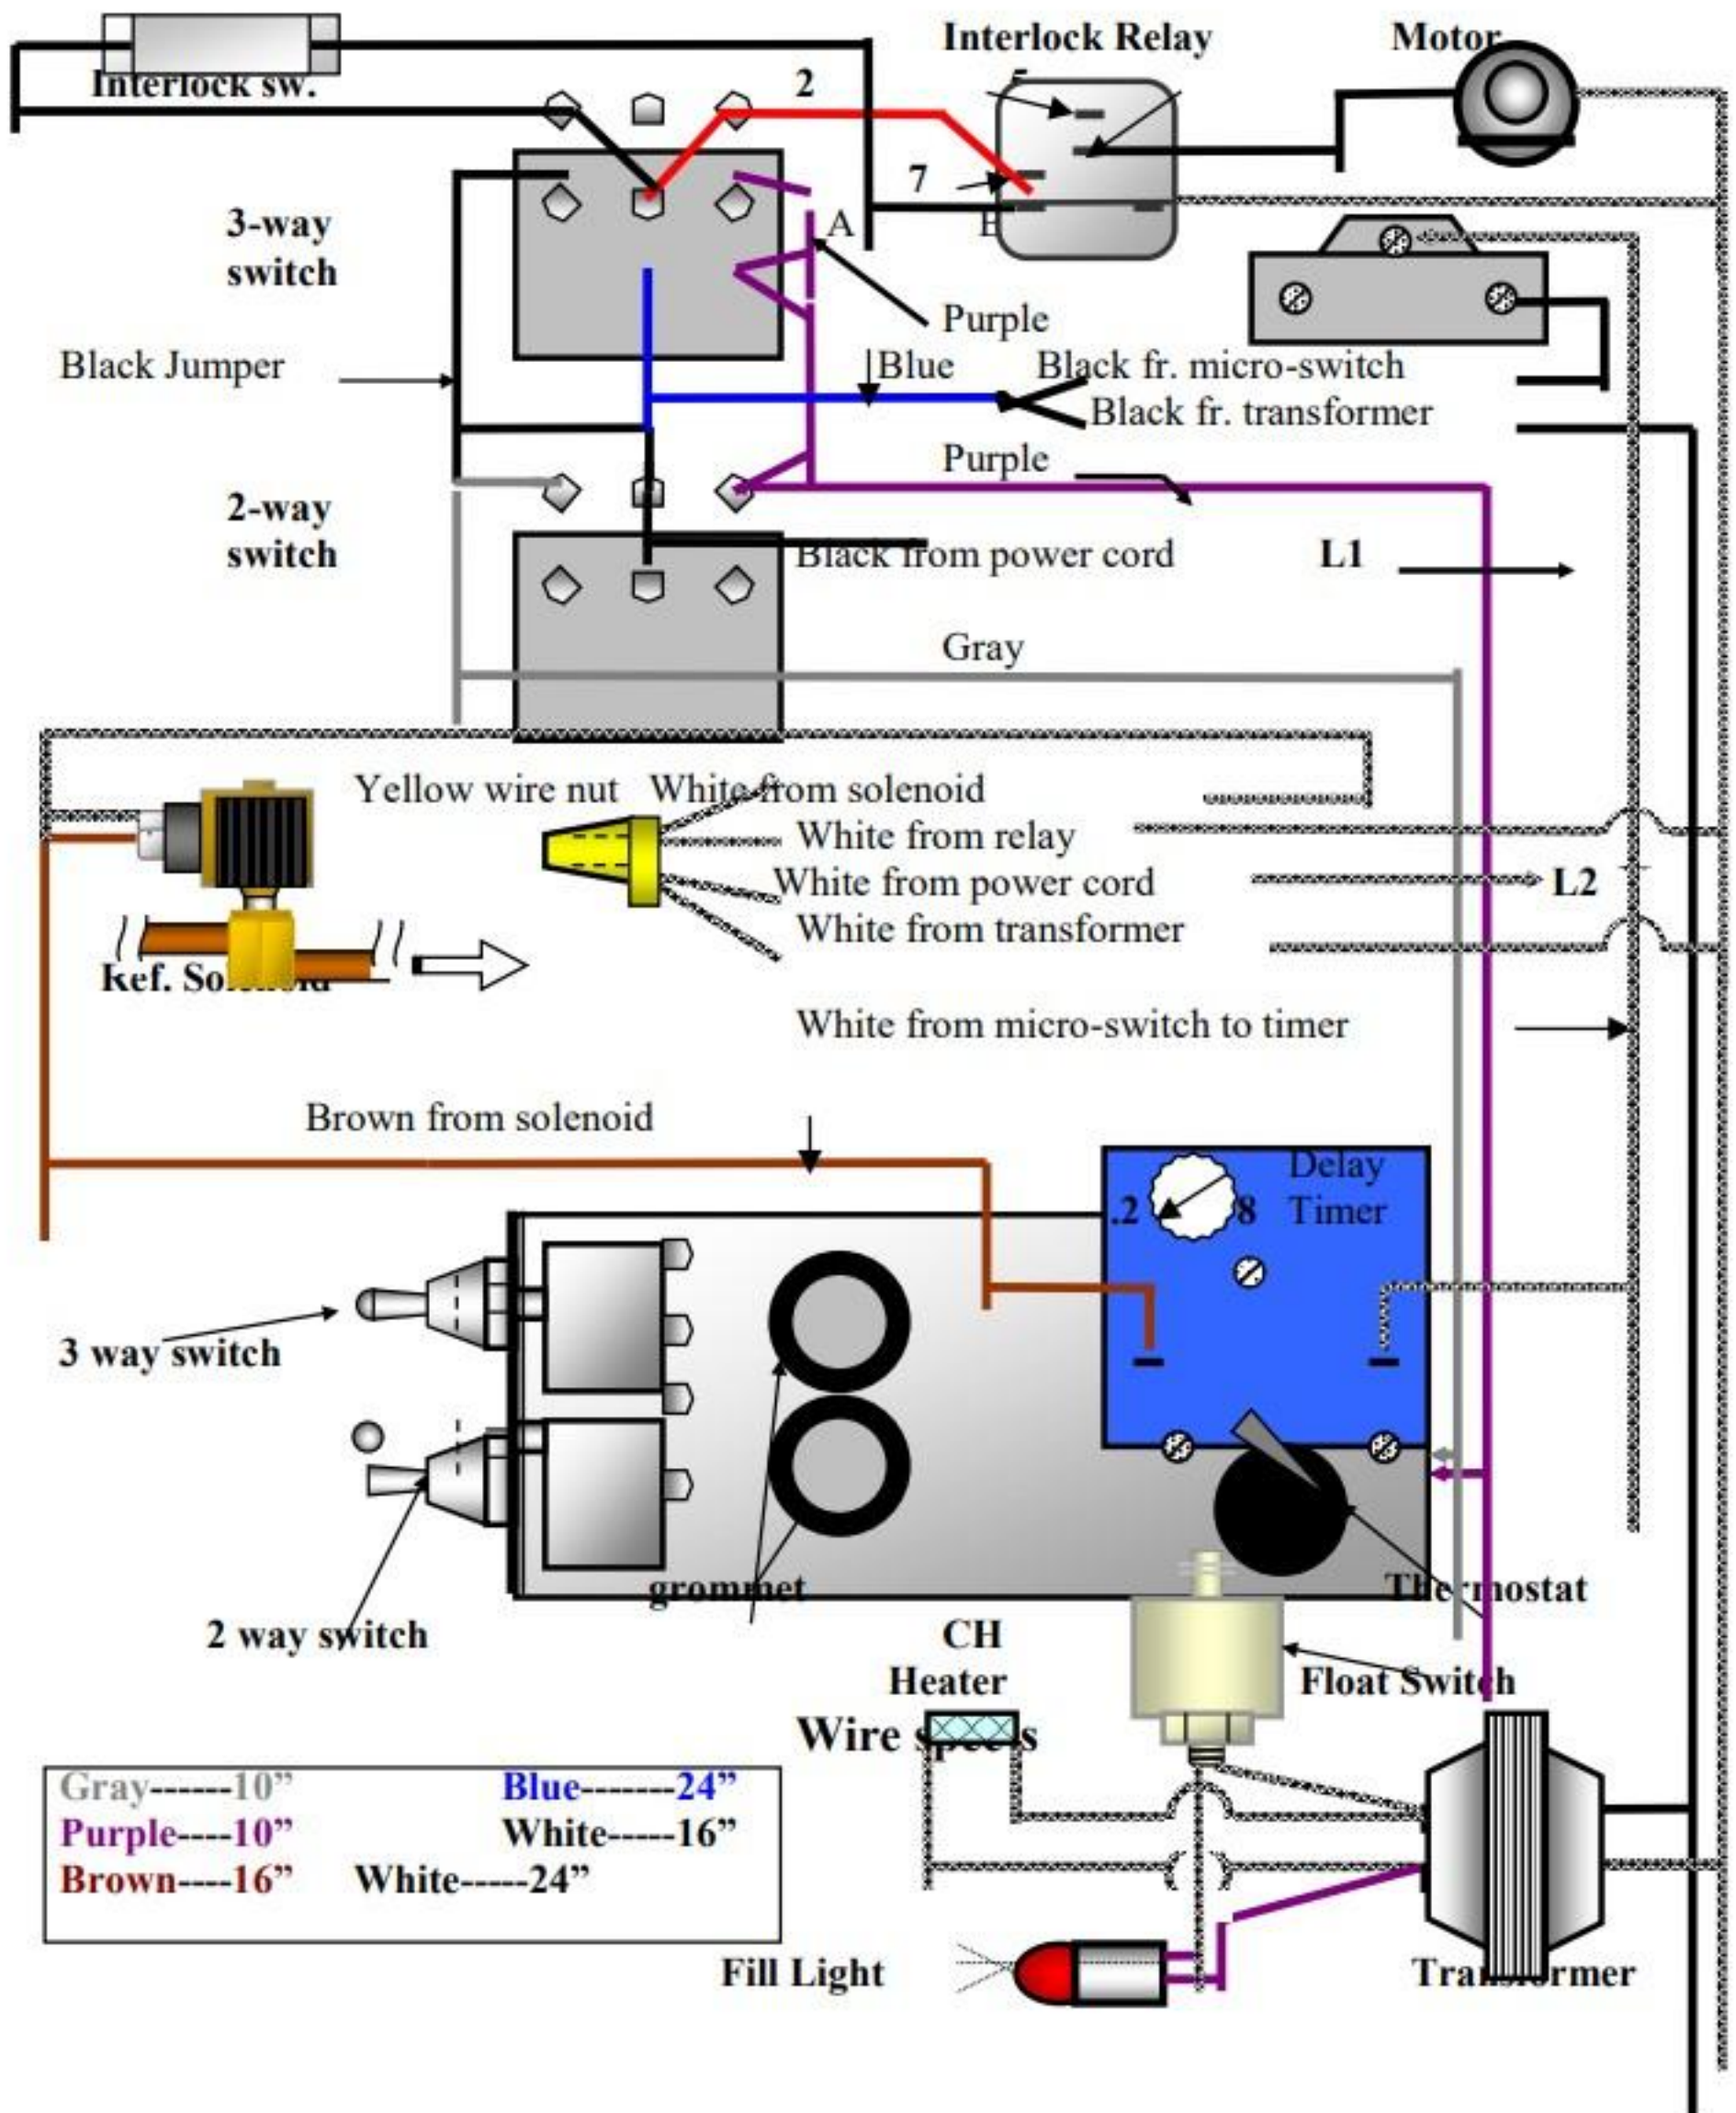 Interlock Relay
Motor
Interlock sw.
2
7
A
3-way
switch
Purple
Black Jumper
Blue
Black fr. micro-switch
Black fr. transformer
Purple
2-way
switch
Black from power cord
L1
Gray
Yellow wire nut
White from solenoid
White from relay
White from power cord
L2
White from transformer
Ref. Solenoid
White from micro-switch to timer
Brown from solenoid
Delay
Timer
.2
8
3 way switch
grommet
Thermostat
2 way switch
CH
Heater
Float Switch
Wire specs
Gray------10”
Blue-------24”
Purple----10”
White-----16”
Brown----16”
White-----24”
Fill Light
Transformer